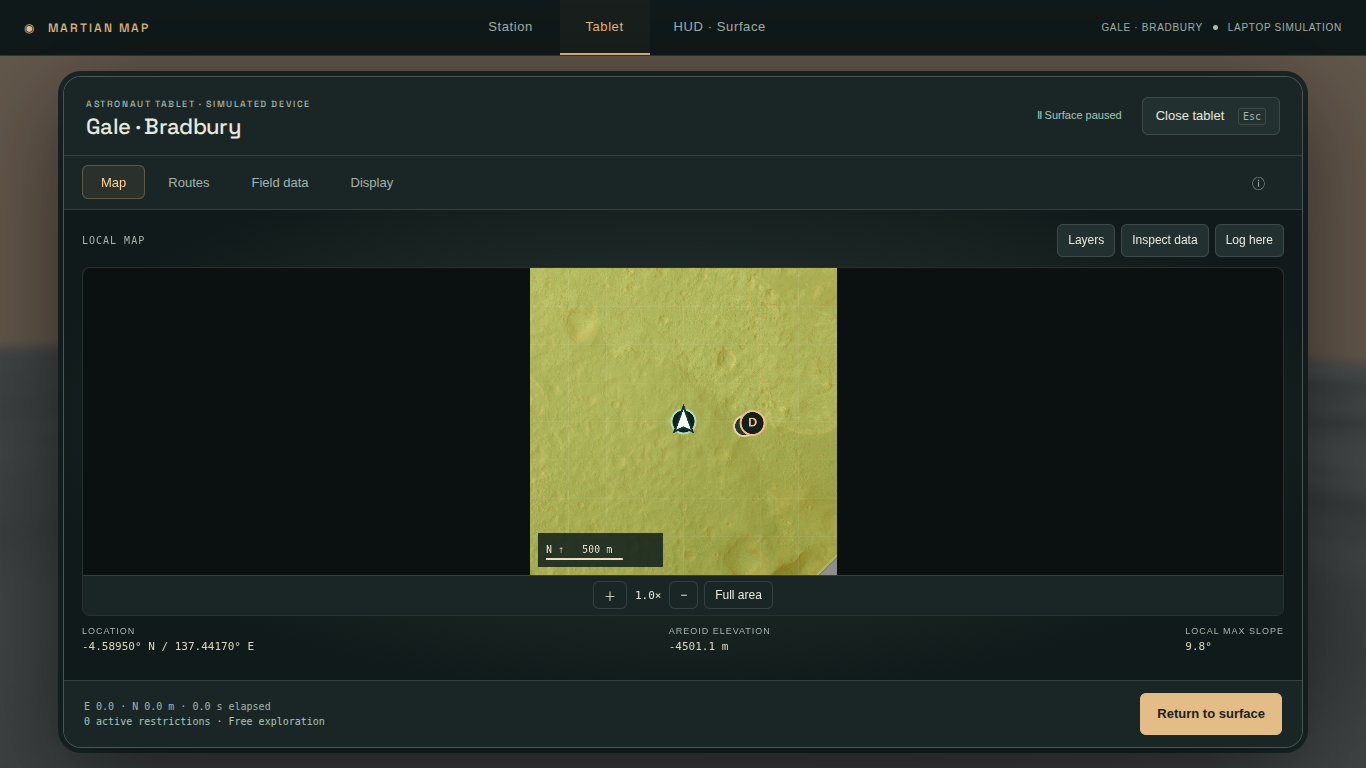 ◉ MARTIAN MAP
Station
Tablet
HUD · Surface
GALE · BRADBURY ● LAPTOP SIMULATION
ASTRONAUT TABLET · SIMULATED DEVICE
Gale · Bradbury
Ⅱ Surface paused
Close tablet Esc
Map
Routes
Field data
Display
ⓘ
LOCAL MAP
Layers
Inspect data
Log here
D
N ↑ 500 m
+ 1.0× − Full area
LOCATION
-4.58950° N / 137.44170° E
AREOID ELEVATION
-4501.1 m
LOCAL MAX SLOPE
9.8°
E 0.0 · N 0.0 m · 0.0 s elapsed
0 active restrictions · Free exploration
Return to surface